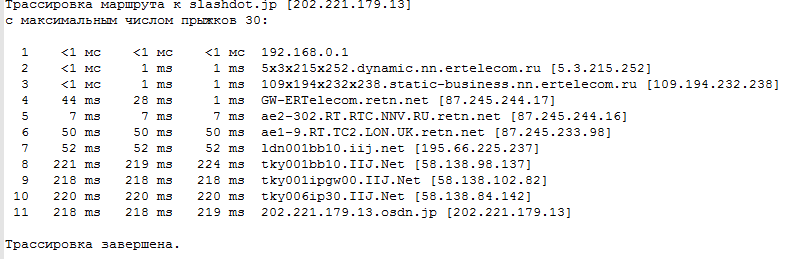 Трассировка маршрута к slashdot.jp [202.221.179.13]
с максимальным числом прыжков 30:
1 <1 мс <1 мс <1 мс 192.168.0.1
2 <1 мс 1 ms 1 ms 5x3x215x252.dynamic.nn.ertelecom.ru [5.3.215.252]
3 <1 мс 1 ms 1 ms 109x194x232x238.static-business.nn.ertelecom.ru [109.194.232.238]
4 44 ms 28 ms 1 ms GW-ERTelecom.retn.net [87.245.244.17]
5 7 ms 7 ms 7 ms ae2-302.RT.RTC.NNV.RU.retn.net [87.245.244.16]
6 50 ms 50 ms 50 ms ae1-9.RT.TC2.LON.UK.retn.net [87.245.233.98]
7 52 ms 52 ms 52 ms ldn001bb10.iij.net [195.66.225.237]
8 221 ms 219 ms 224 ms tky001bb10.IIJ.Net [58.138.98.137]
9 218 ms 218 ms 218 ms tky001ipgw00.IIJ.Net [58.138.102.82]
10 220 ms 220 ms 220 ms tky006ip30.IIJ.Net [58.138.84.142]
11 218 ms 218 ms 219 ms 202.221.179.13.osdn.jp [202.221.179.13]
Трассировка завершена.